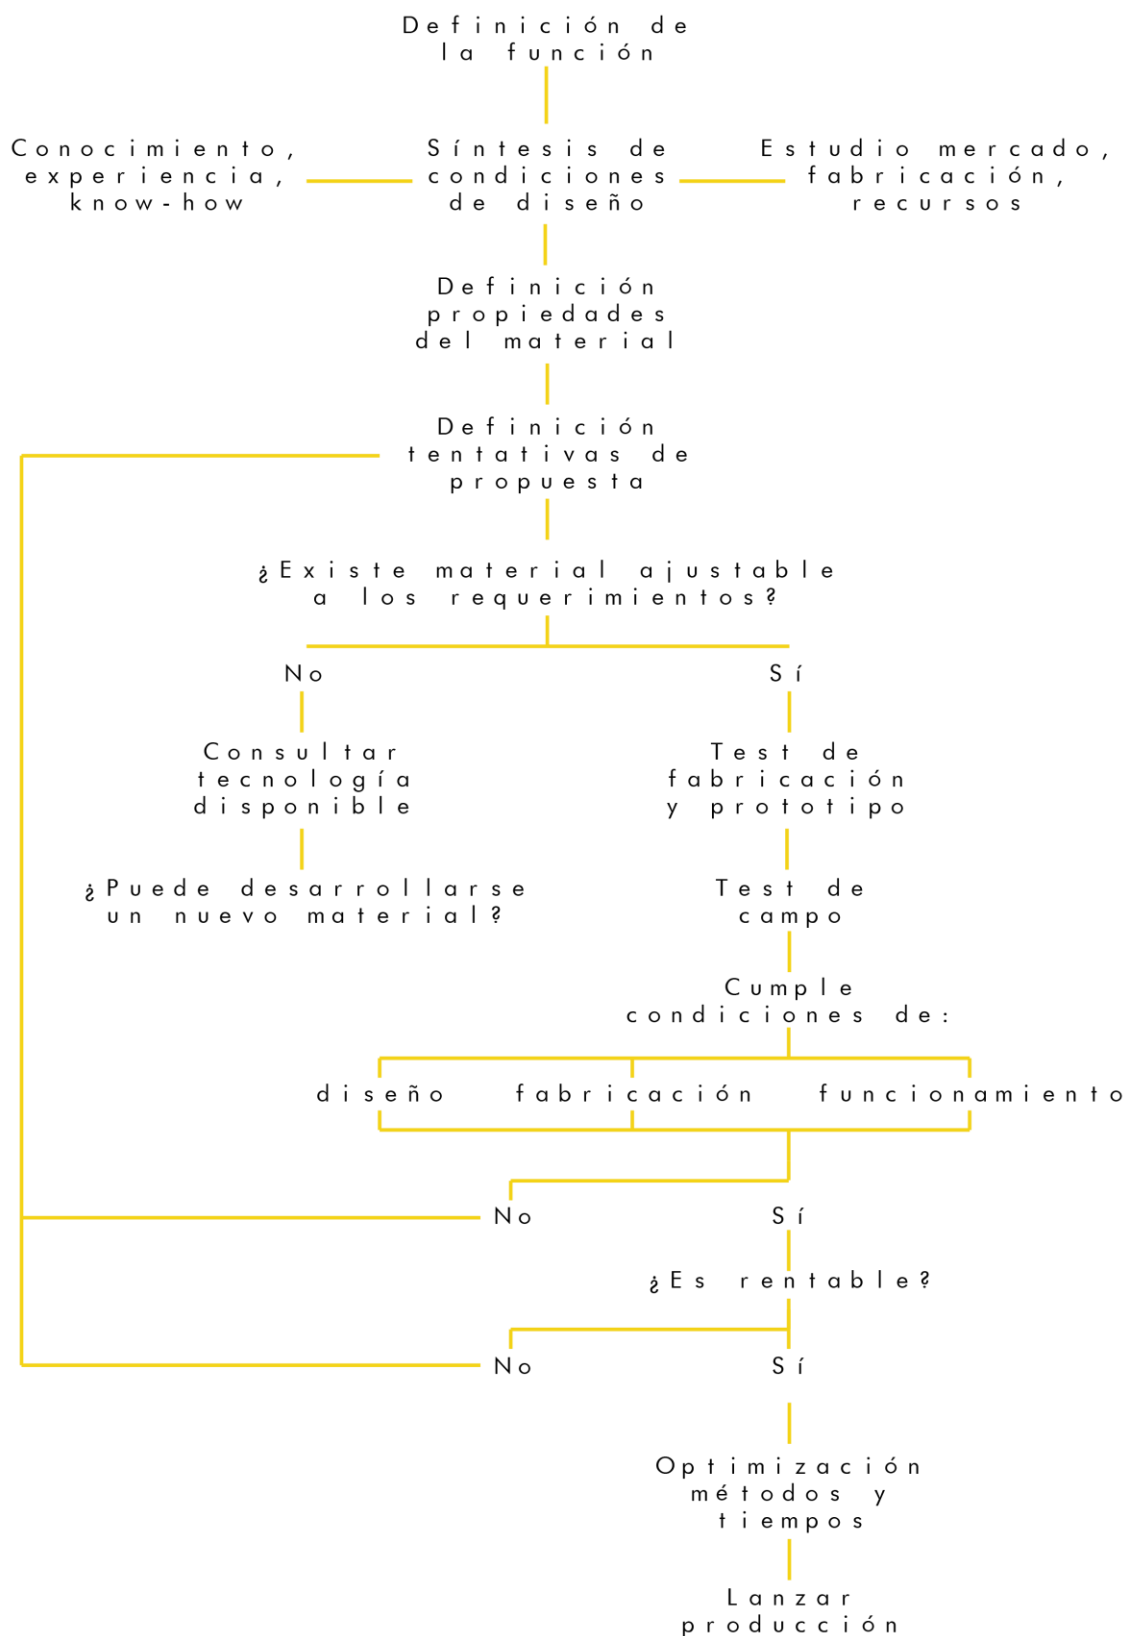 Definición de
la función
Conocimiento,
experiencia,
know-how
Síntesis de
condiciones
de diseño
Estudio mercado,
fabricación,
recursos
Definición
propiedades
del material
Definición
tentativas de
propuesta
¿Existe material ajustable
a los requerimientos?
No
Sí
Consultar
tecnología
disponible
Test de
fabricación
y prototipo
¿Puede desarrollarse
un nuevo material?
Test de
campo
Cumple
condiciones de:
diseño
fabricación
funcionamiento
No
Sí
¿Es rentable?
No
Sí
Optimización
métodos y
tiempos
Lanzar
producción